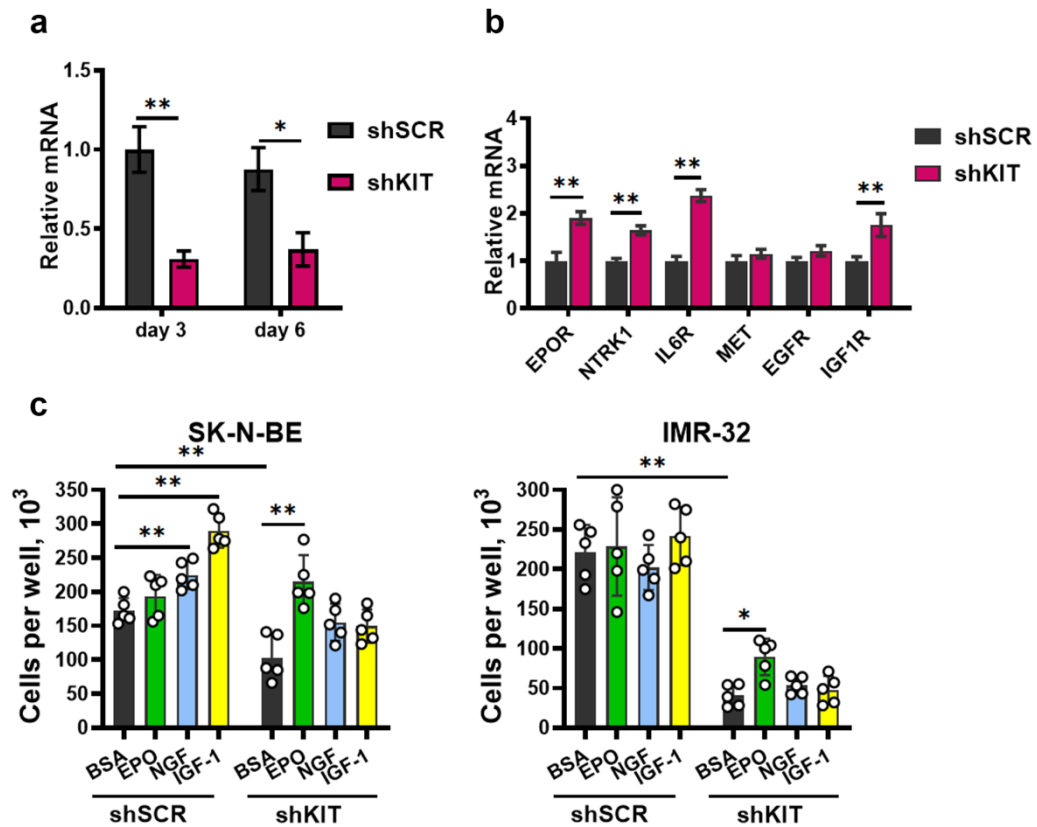 a
1.5
1.0
0.5
0.0
Relative mRNA
**
*
day 3
day 6
shSCR
shKIT
b
4
3
2
1
0
Relative mRNA
**
**
**
**
EPOR
NTRK1
IL6R
MET
EGFR
IGF1R
shSCR
shKIT
c
SK-N-BE
**
**
**
**
350
300
250
200
150
100
50
0
Cells per well, 10³
BSA
EPO
NGF
IGF-1
BSA
EPO
NGF
IGF-1
shSCR
shKIT
IMR-32
**
*
300
250
200
150
100
50
0
Cells per well, 10³
BSA
EPO
NGF
IGF-1
BSA
EPO
NGF
IGF-1
shSCR
shKIT